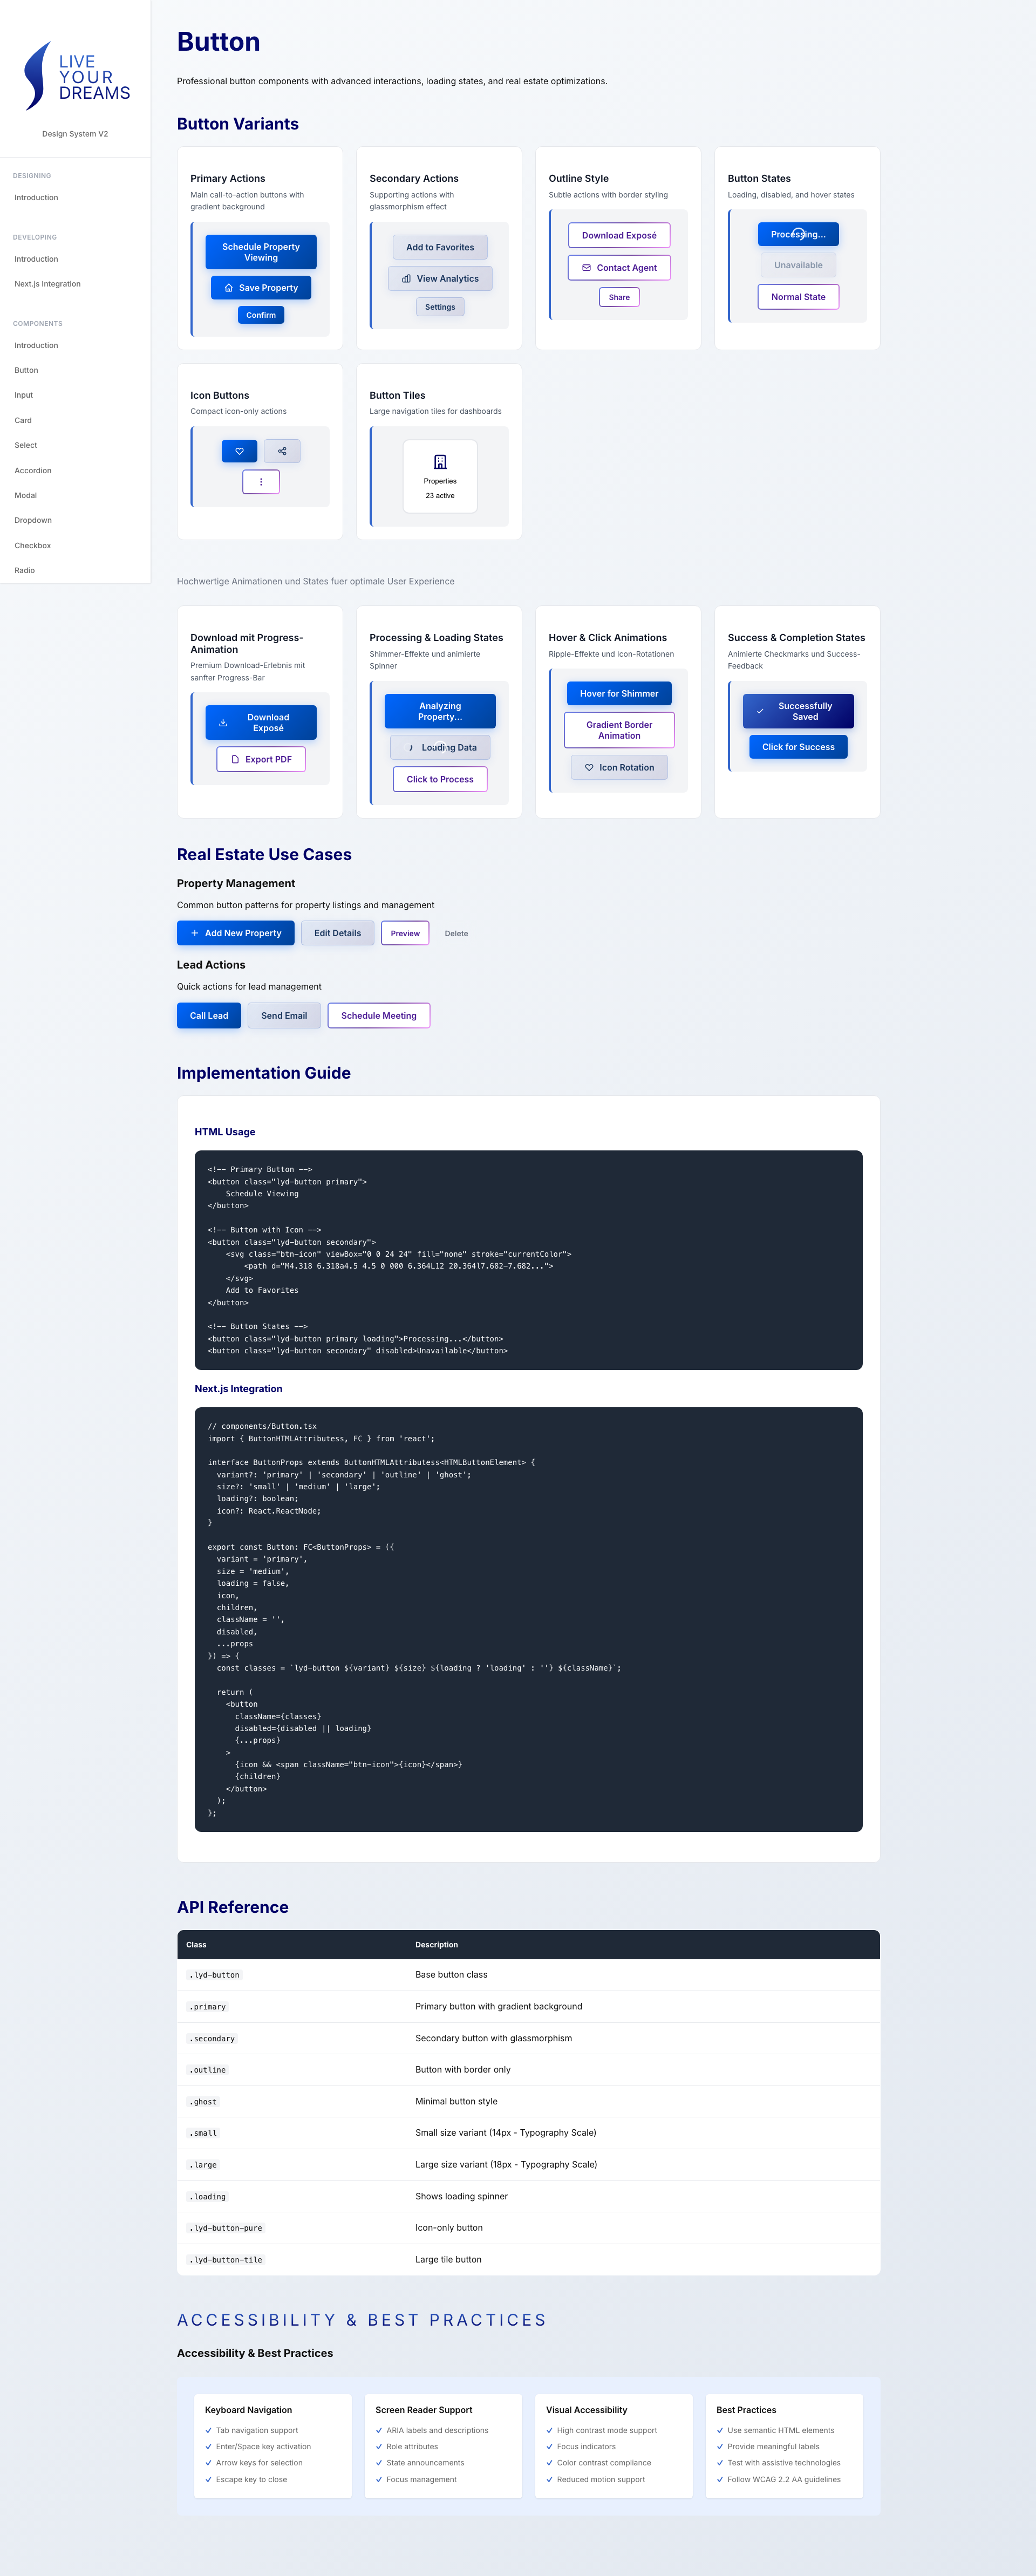 LIVE
YOUR
DREAMS
Design System V2
DESIGNING
Introduction
DEVELOPING
Introduction
Next.js Integration
COMPONENTS
Introduction
Button
Input
Card
Select
Accordion
Modal
Dropdown
Checkbox
Radio
Button
Professional button components with advanced interactions, loading states, and real estate optimizations.
Button Variants
Primary Actions
Main call-to-action buttons with
gradient background
Schedule Property
Viewing
Save Property
Confirm
Secondary Actions
Supporting actions with
glassmorphism effect
Add to Favorites
View Analytics
Settings
Outline Style
Subtle actions with border styling
Download Exposé
Contact Agent
Share
Button States
Loading, disabled, and hover states
Processing...
Unavailable
Normal State
Icon Buttons
Compact icon-only actions
Button Tiles
Large navigation tiles for dashboards
Properties
23 active
Hochwertige Animationen und States fuer optimale User Experience
Download mit Progress-
Animation
Premium Download-Erlebnis mit
sanfter Progress-Bar
Download
Exposé
Export PDF
Processing & Loading States
Shimmer-Effekte und animierte
Spinner
Analyzing
Property...
Loading Data
Click to Process
Hover & Click Animations
Ripple-Effekte und Icon-Rotationen
Hover for Shimmer
Gradient Border
Animation
Icon Rotation
Success & Completion States
Animierte Checkmarks und Success-
Feedback
Successfully
Saved
Click for Success
Real Estate Use Cases
Property Management
Common button patterns for property listings and management
Add New Property
Edit Details
Preview
Delete
Lead Actions
Quick actions for lead management
Call Lead
Send Email
Schedule Meeting
Implementation Guide
HTML Usage
<!-- Primary Button -->
<button class="lyd-button primary">
    Schedule Viewing
</button>
<!-- Button with Icon -->
<button class="lyd-button secondary">
    <svg class="btn-icon" viewBox="0 0 24 24" fill="none" stroke="currentColor">
        <path d="M4.318 6.318a4.5 4.5 0 000 6.364L12 20.364l7.682-7.682...">
    </svg>
    Add to Favorites
</button>
<!-- Button States -->
<button class="lyd-button primary loading">Processing...</button>
<button class="lyd-button secondary" disabled>Unavailable</button>
Next.js Integration
// components/Button.tsx
import { ButtonHTMLAttributess, FC } from 'react';
interface ButtonProps extends ButtonHTMLAttributess<HTMLButtonElement> {
  variant?: 'primary' | 'secondary' | 'outline' | 'ghost';
  size?: 'small' | 'medium' | 'large';
  loading?: boolean;
  icon?: React.ReactNode;
}
export const Button: FC<ButtonProps> = ({
  variant = 'primary',
  size = 'medium',
  loading = false,
  icon,
  children,
  className = '',
  disabled,
  ...props
}) => {
  const classes = `lyd-button ${variant} ${size} ${loading ? 'loading' : ''} ${className}`;
  return (
    <button
      className={classes}
      disabled={disabled || loading}
      {...props}
    >
      {icon && <span className="btn-icon">{icon}</span>}
      {children}
    </button>
  );
};
API Reference
Class Description
.lyd-button Base button class
.primary Primary button with gradient background
.secondary Secondary button with glassmorphism
.outline Button with border only
.ghost Minimal button style
.small Small size variant (14px - Typography Scale)
.large Large size variant (18px - Typography Scale)
.loading Shows loading spinner
.lyd-button-pure Icon-only button
.lyd-button-tile Large tile button
ACCESSIBILITY & BEST PRACTICES
Accessibility & Best Practices
Keyboard Navigation
Tab navigation support
Enter/Space key activation
Arrow keys for selection
Escape key to close
Screen Reader Support
ARIA labels and descriptions
Role attributes
State announcements
Focus management
Visual Accessibility
High contrast mode support
Focus indicators
Color contrast compliance
Reduced motion support
Best Practices
Use semantic HTML elements
Provide meaningful labels
Test with assistive technologies
Follow WCAG 2.2 AA guidelines